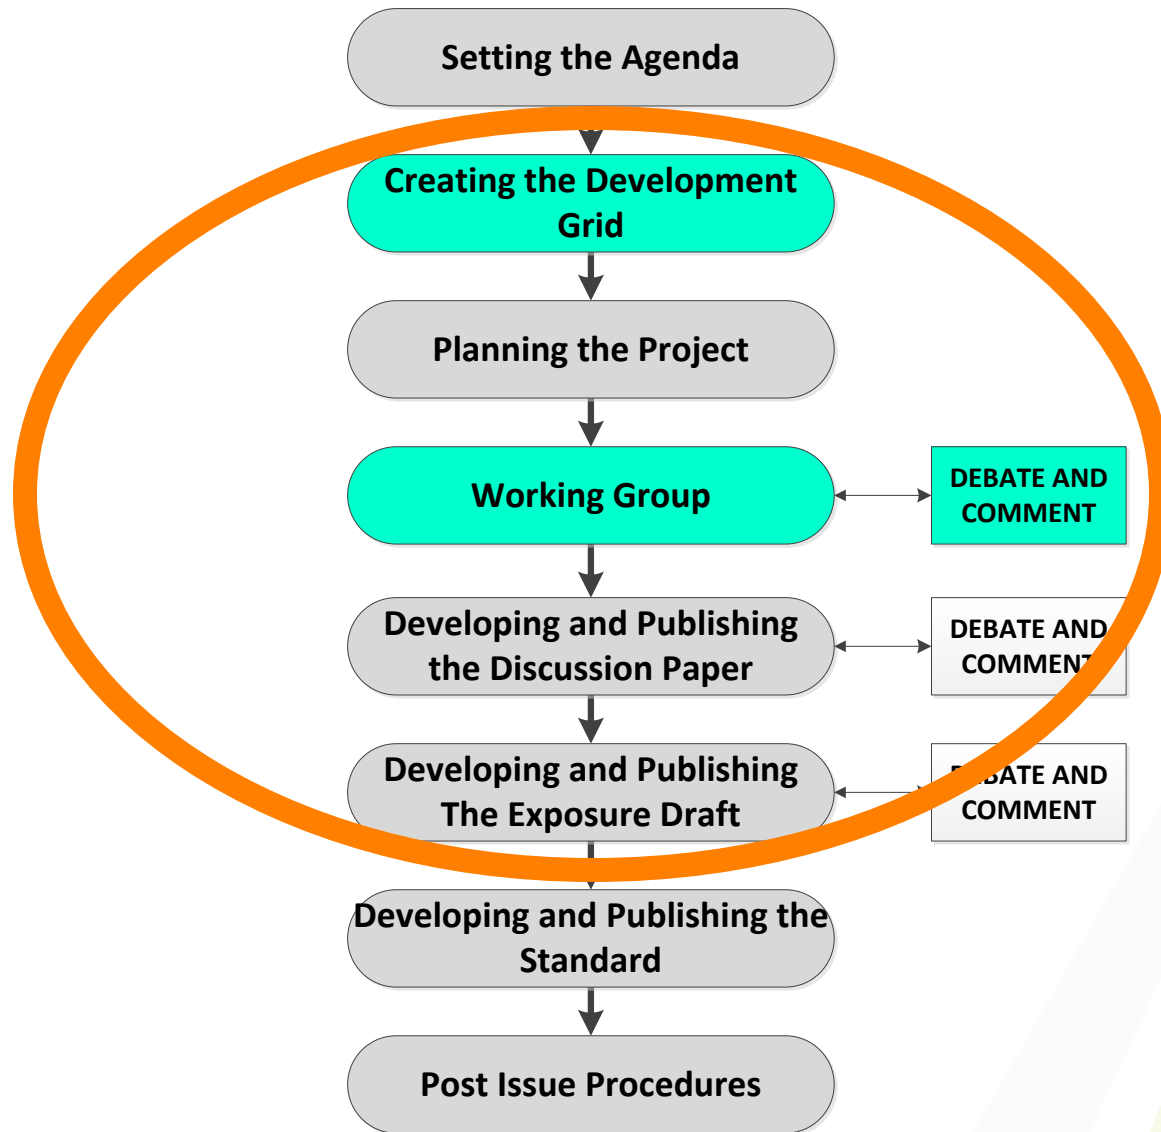 Setting the Agenda
Creating the Development
Grid
Planning the Project
Working Group
DEBATE AND
COMMENT
Developing and Publishing
the Discussion Paper
DEBATE AND
COMMENT
Developing and Publishing
The Exposure Draft
DEBATE AND
COMMENT
Developing and Publishing the
Standard
Post Issue Procedures